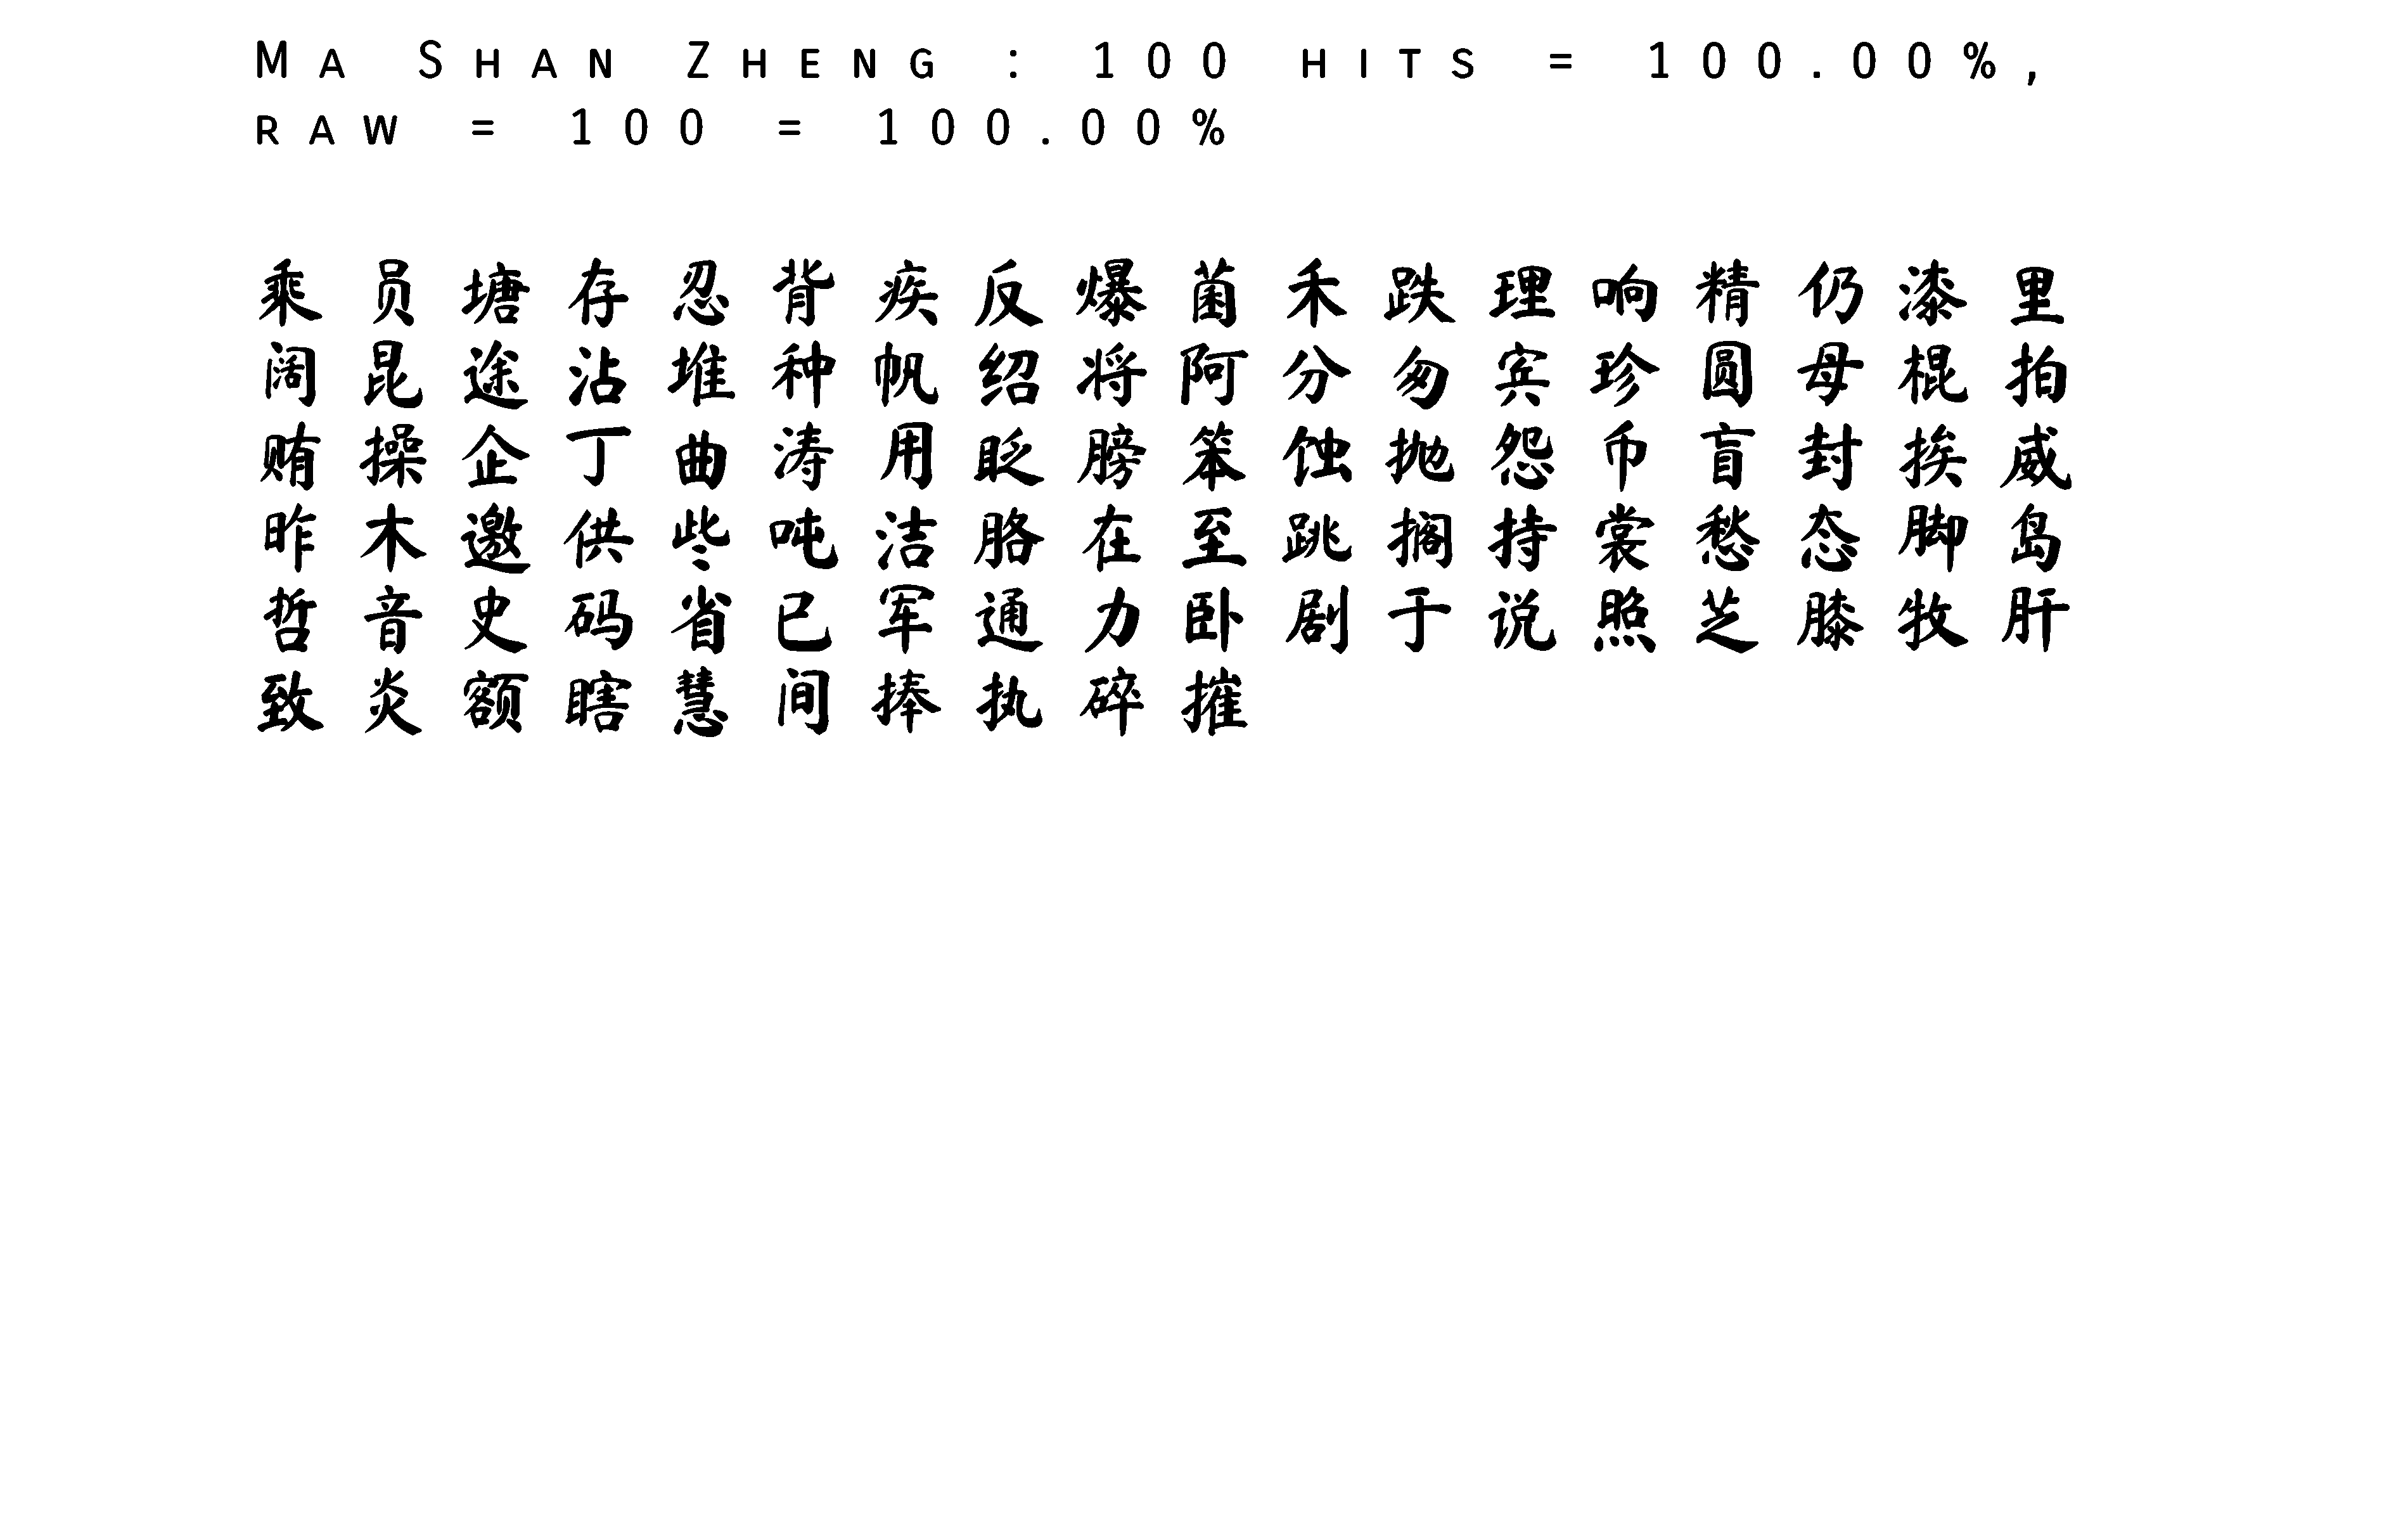 Ma Shan Zheng : 100 hits = 100.00%,
raw = 100 = 100.00%
乘员塘存忍背疾反爆菌禾跌理响精仍漆里
阔昆途沾堆种帆绍将阿分匆宾珍圆母棍拍
贿操企丁曲涛用眨膀笨蚀抛怨币盲封挨威
昨木邀供些吨洁胳在至跳搁持裳愁态脚岛
哲音史码省已军通力卧剧于说照芝膝牧肝
致炎额瞎慧间捧执碎摧